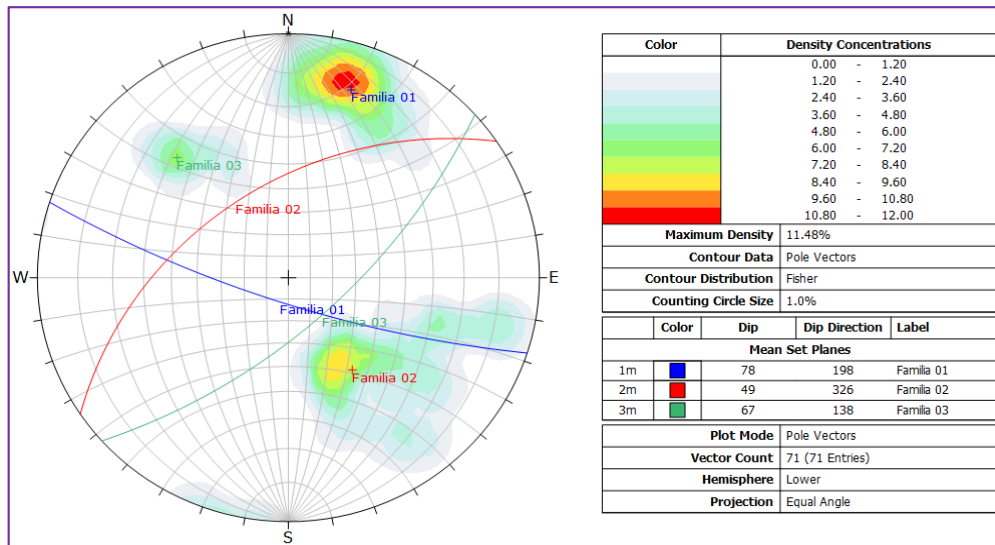 N
W
E
S
Familia 01
Familia 03
Familia 02
Familia 01
Familia 03
Familia 02
Color Density Concentrations
0.00 - 1.20
1.20 - 2.40
2.40 - 3.60
3.60 - 4.80
4.80 - 6.00
6.00 - 7.20
7.20 - 8.40
8.40 - 9.60
9.60 - 10.80
10.80 - 12.00
Maximum Density 11.48%
Contour Data Pole Vectors
Contour Distribution Fisher
Counting Circle Size 1.0%
Color Dip Dip Direction Label
Mean Set Planes
1m 78 198 Familia 01
2m 49 326 Familia 02
3m 67 138 Familia 03
Plot Mode Pole Vectors
Vector Count 71 (71 Entries)
Hemisphere Lower
Projection Equal Angle